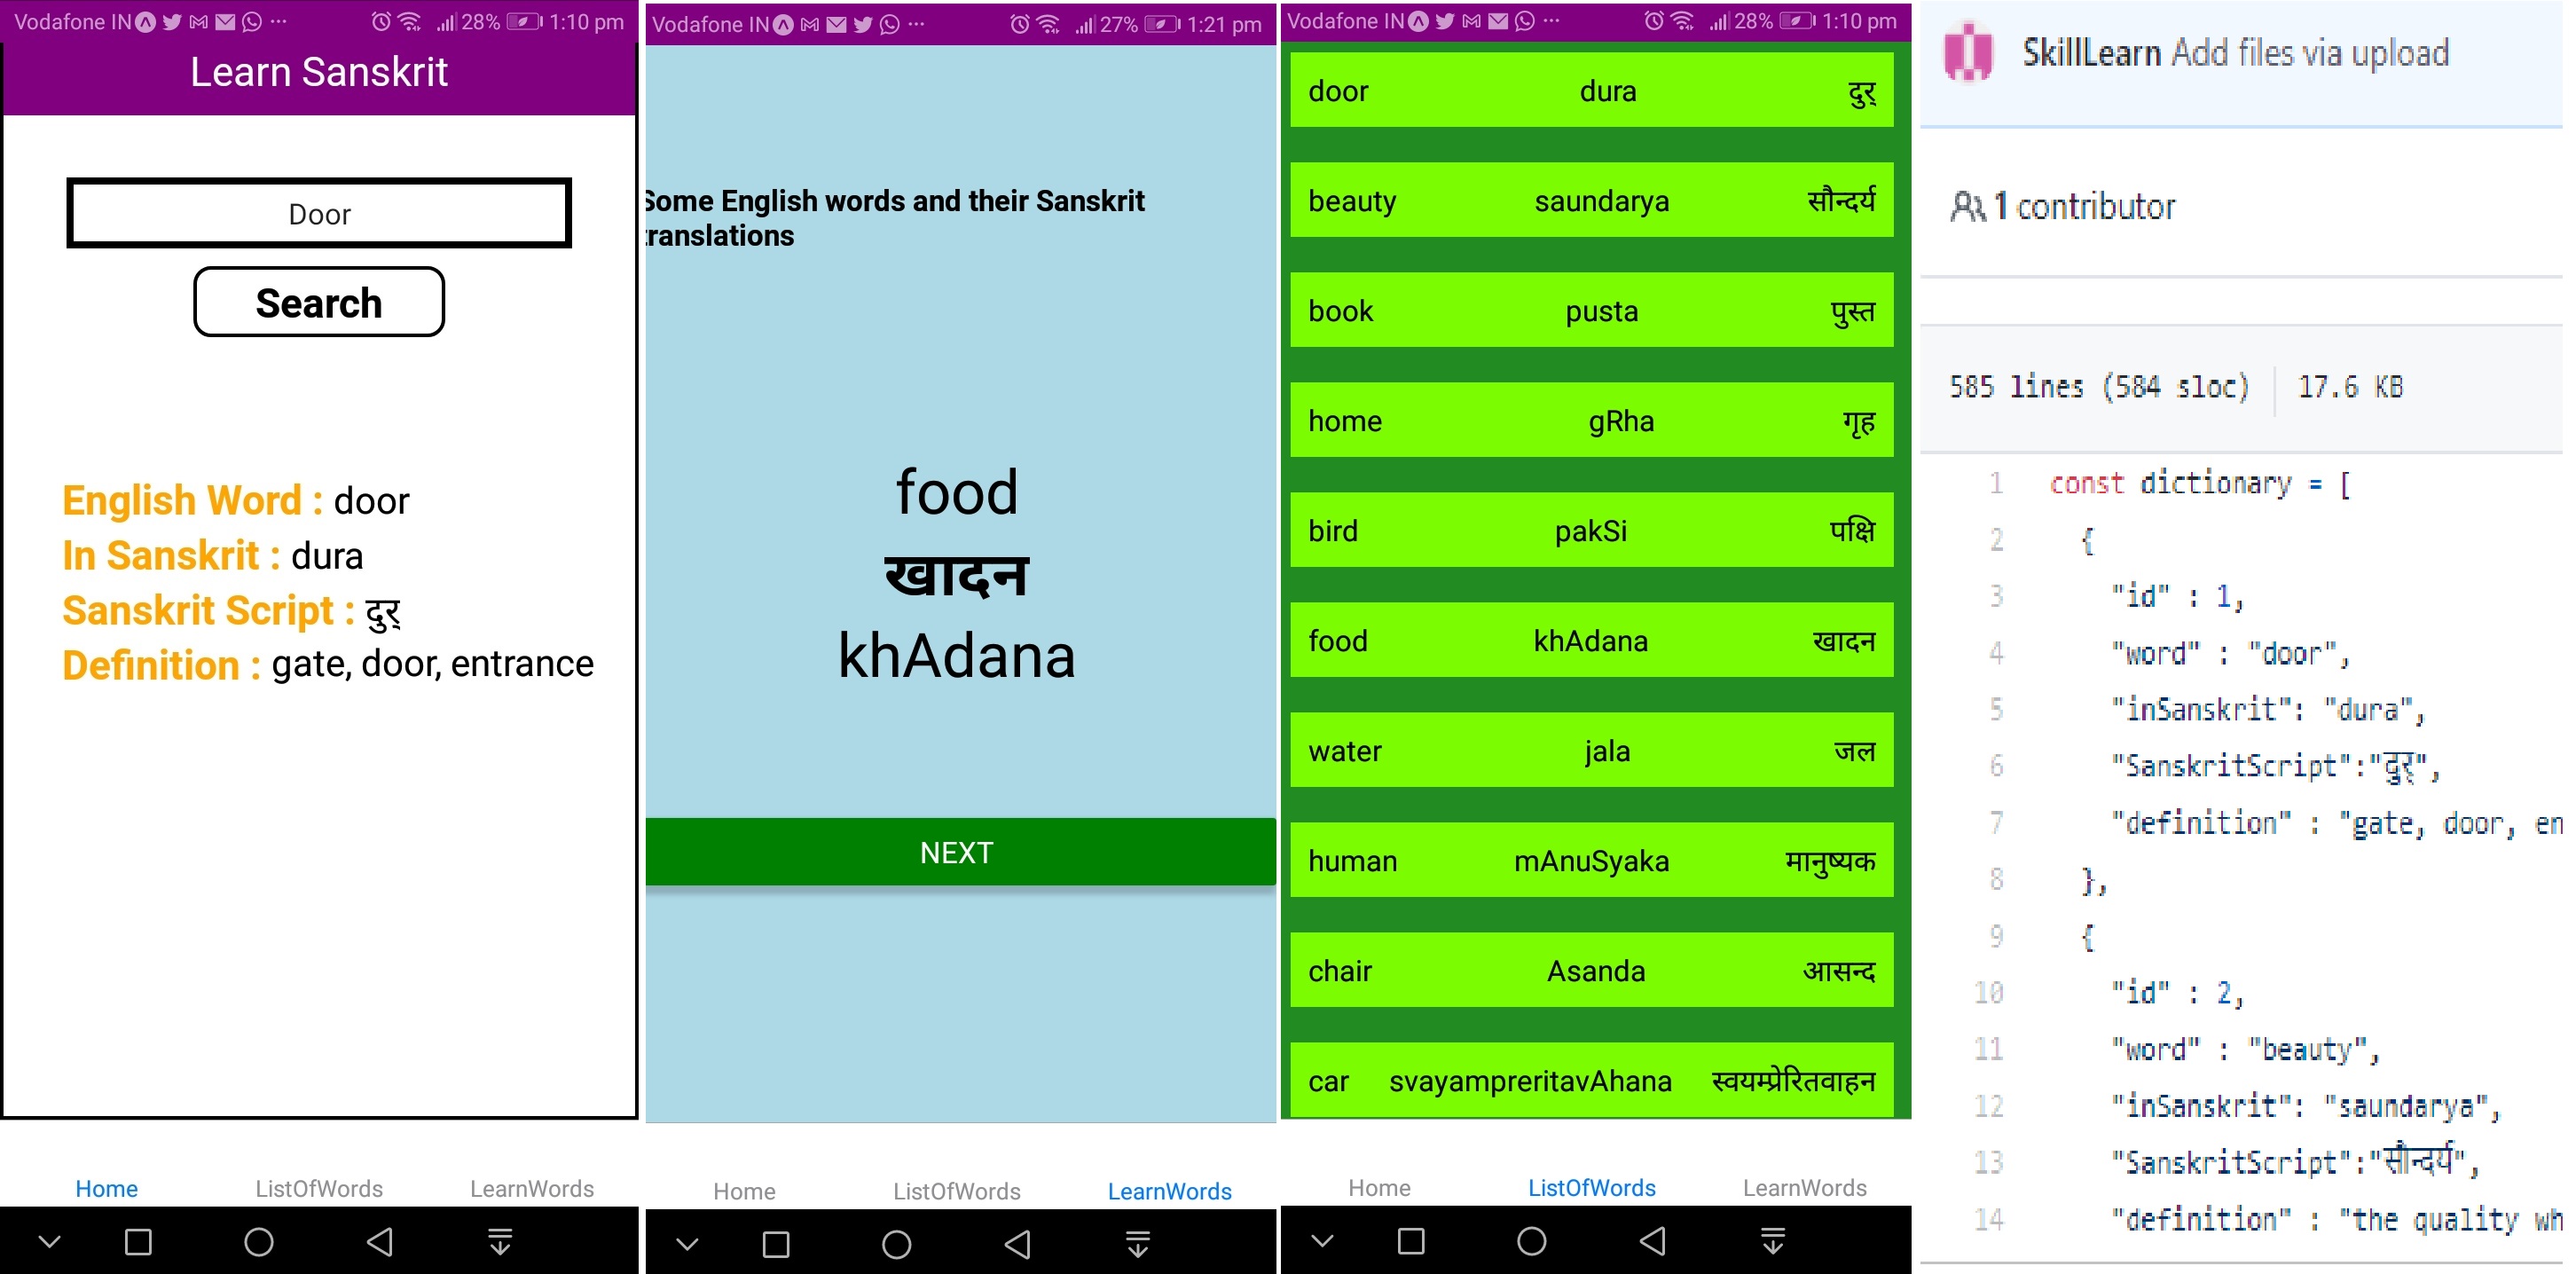 Vodafone IN ... 28% 1:10 pm
Learn Sanskrit
Door
Search
English Word : door
In Sanskrit : dura
Sanskrit Script : दुर्
Definition : gate, door, entrance
Home ListOfWords LearnWords
Vodafone IN ... 27% 1:21 pm
Some English words and their Sanskrit
translations
food
खादन
khAdana
NEXT
Home ListOfWords LearnWords
Vodafone IN ... 28% 1:10 pm
door dura दुर्
beauty saundarya सौन्दर्य
book pusta पुस्त
home gRha गृह
bird pakSi पक्षि
food khAdana खादन
water jala जल
human mAnuSyaka मानुष्यक
chair Asanda आसन्द
car svayampreritavAhana स्वयम्प्रेरितवाहन
Home ListOfWords LearnWords
SkillLearn Add files via upload
1 contributor
585 lines (584 sloc) 17.6 KB
1 const dictionary = [
2 {
3 "id" : 1,
4 "word" : "door",
5 "inSanskrit": "dura",
6 "SanskritScript":"दुर्",
7 "definition" : "gate, door, en
8 },
9 {
10 "id" : 2,
11 "word" : "beauty",
12 "inSanskrit": "saundarya",
13 "SanskritScript":"सौन्दर्य",
14 "definition" : "the quality wh